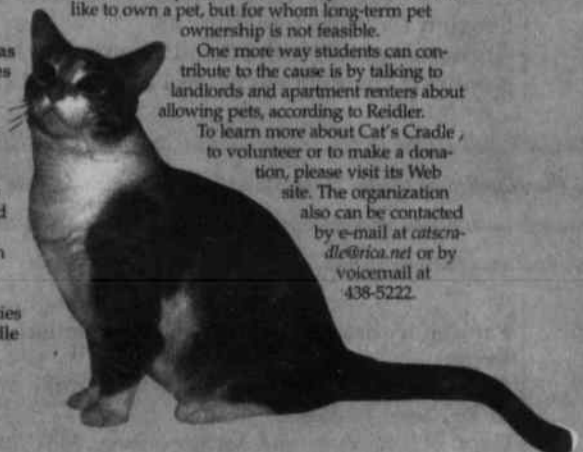 like to own a pet, but for whom long-term pet
ownership is not feasible.
One more way students can con-
tribute to the cause is by talking to
landlords and apartment renters about
allowing pets, according to Reidler.
To learn more about Cat's Cradle ,
to volunteer or to make a dona-
tion, please visit its Web
site. The organization
also can be contacted
by e-mail at catscra-
dle@rica.net or by
voicemail at
438-5222.